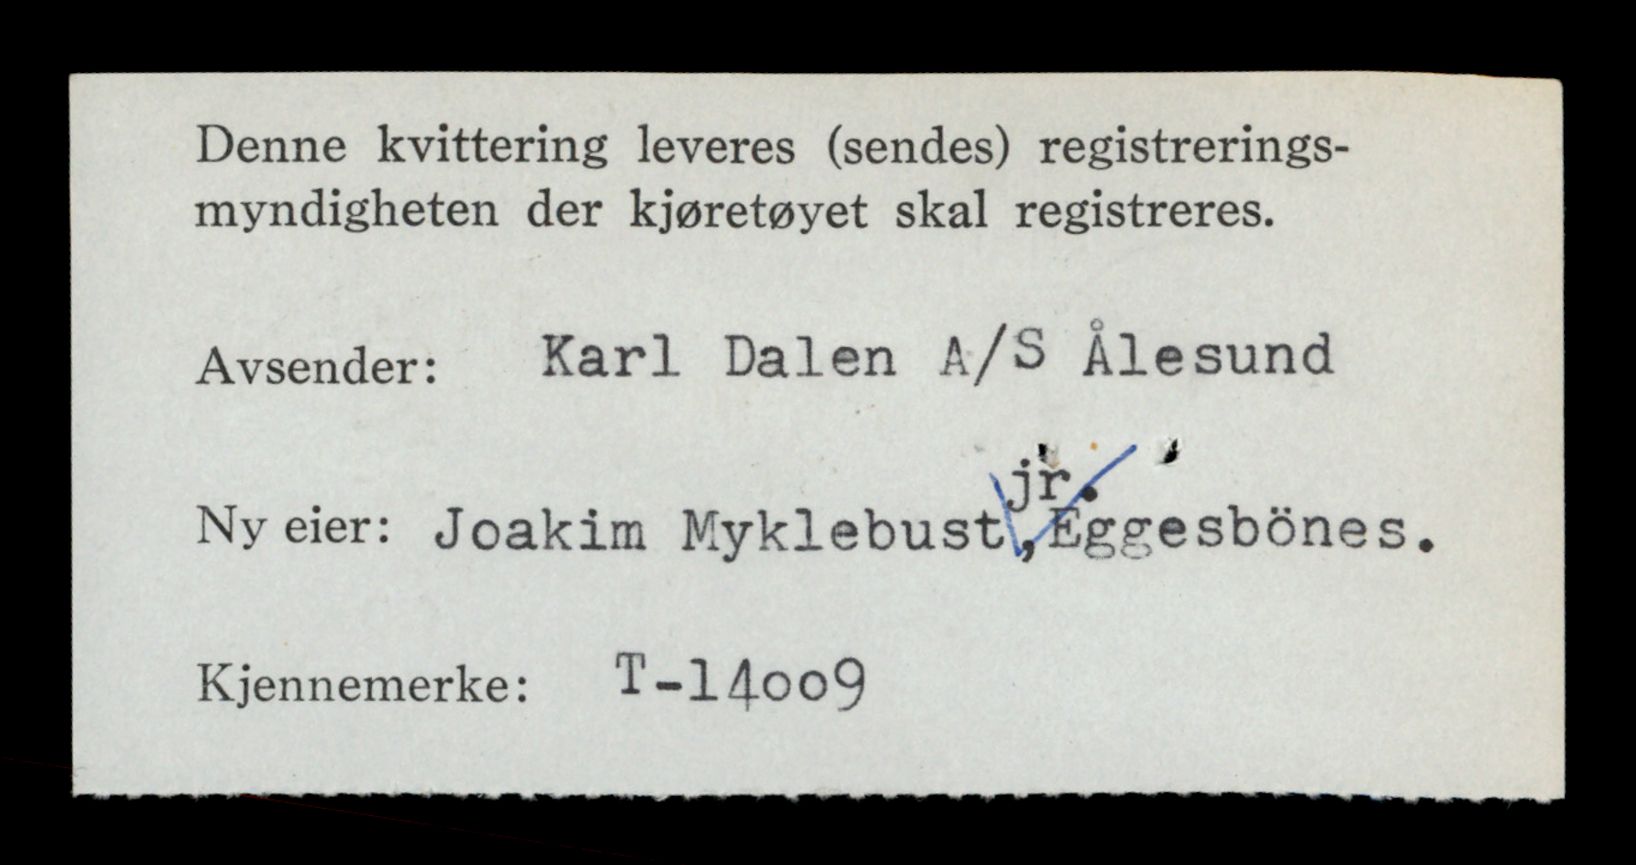 Denne kvittering leveres (sendes) registrerings-
myndigheten der kjøretøyet skal registreres.
Avsender: Karl Dalen A/S Ålesund
jr.
Ny eier: Joakim Myklebust, Eggesbönes.
Kjennemerke: T-14009